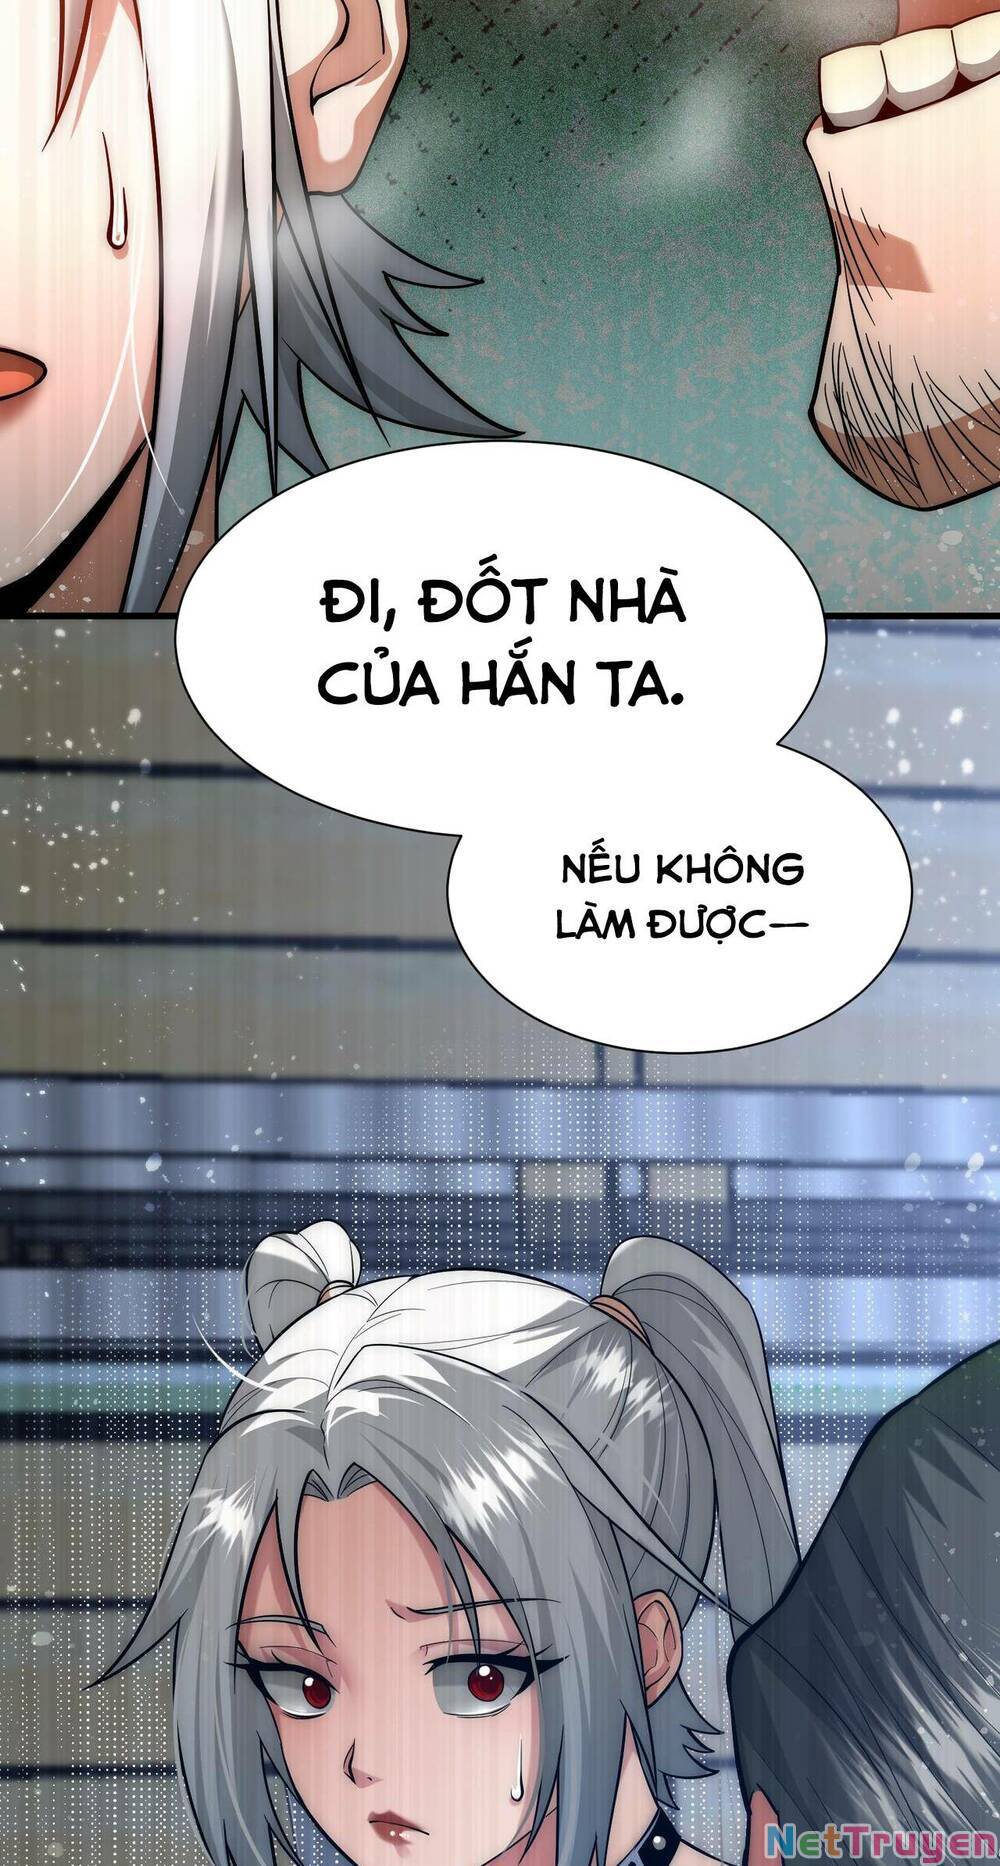 ĐI, ĐỐT NHÀ
CỦA HẮN TA.
NẾU KHÔNG
LÀM ĐƯỢC—
NetTruyen